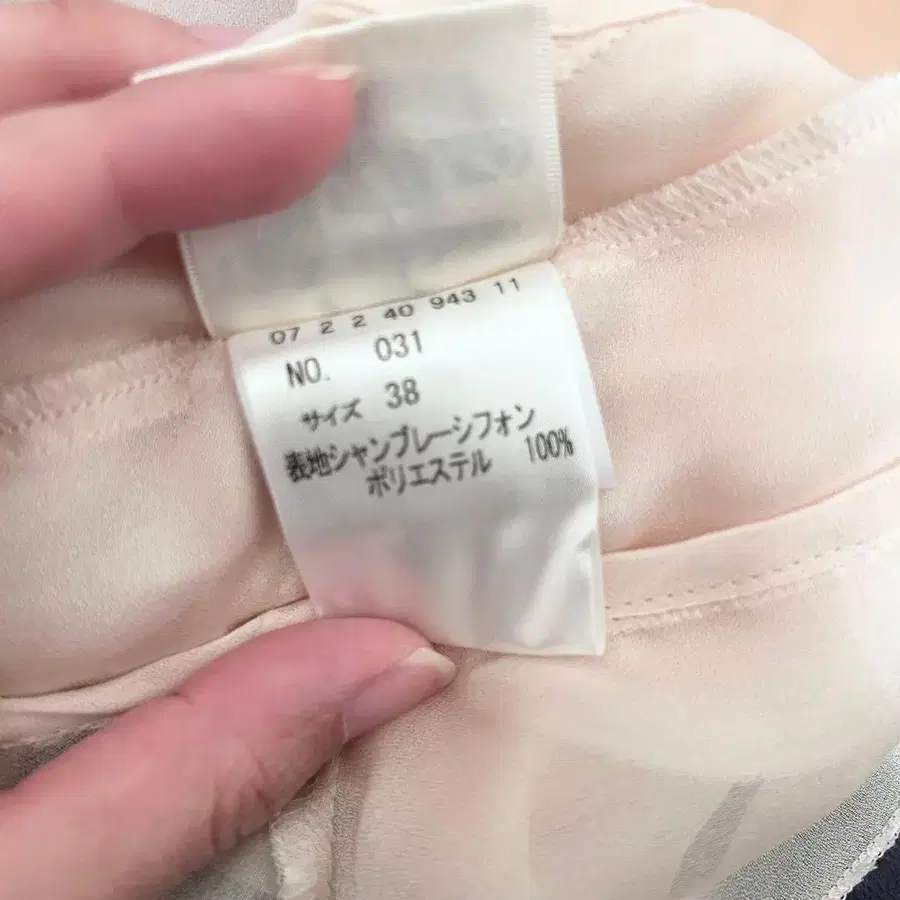 07 2 2 40 943 11
NO. 031
サイズ 38
表地シャンブレーシフォン
ポリエステル 100%